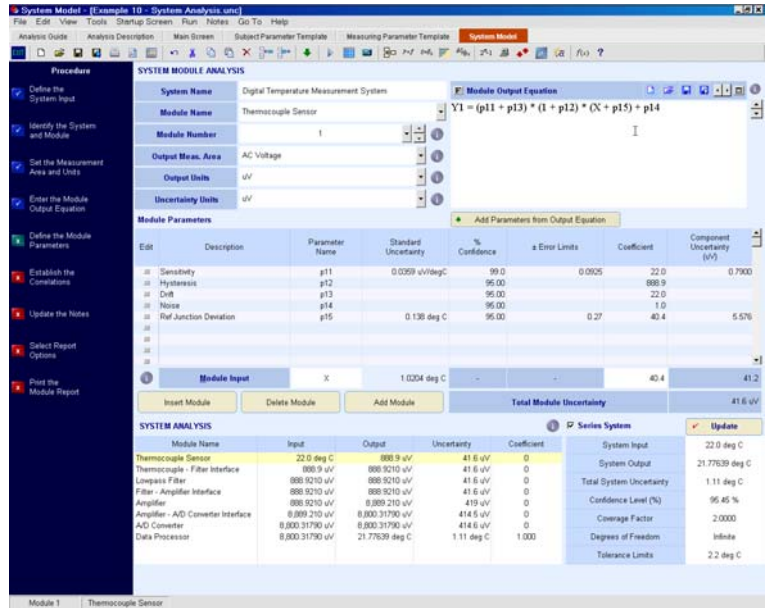 System Model - [Example 10 - System Analysis.unc]
File Edit View Tools Startup Screen Run Notes Go To Help
Analysis Guide Analysis Description Main Screen Subject Parameter Template Measuring Parameter Template System Model
Procedure
Define the System Input
Identify the System and Module
Set the Measurement Area and Units
Enter the Module Output Equation
Define the Module Parameters
Establish the Correlations
Update the Notes
Select Report Options
Print the Module Report
SYSTEM MODULE ANALYSIS
System Name Digital Temperature Measurement System
Module Name Thermocouple Sensor
Module Number 1
Output Meas. Area AC Voltage
Output Units uV
Uncertainty Units uV
Module Output Equation
Y1 = (p11 + p13) * (1 + p12) * (X + p15) + p14
Module Parameters
Add Parameters from Output Equation
Edit Description Parameter Name Standard Uncertainty % Confidence ± Error Limits Coefficient Component Uncertainty (uV)
Sensitivity p11 0.0359 uV/degC 99.0 0.0925 22.0 0.7900
Hysteresis p12 95.00 888.9
Drift p13 95.00 22.0
Noise p14 95.00 1.0
Ref Junction Deviation p15 0.138 deg C 95.00 0.27 40.4 5.576
Module Input X 1.0204 deg C - - 40.4 41.2
Insert Module Delete Module Add Module Total Module Uncertainty 41.6 uV
SYSTEM ANALYSIS
Series System Update
Module Name Input Output Uncertainty Coefficient
Thermocouple Sensor 22.0 deg C 888.9 uV 41.6 uV 0
Thermocouple - Filter Interface 888.9 uV 888.9210 uV 41.6 uV 0
Lowpass Filter 888.9210 uV 888.9210 uV 41.6 uV 0
Filter - Amplifier Interface 888.9210 uV 888.9210 uV 41.6 uV 0
Amplifier 888.9210 uV 8,889.210 uV 419 uV 0
Amplifier - A/D Converter Interface 8,889.210 uV 8,800.31790 uV 414.5 uV 0
A/D Converter 8,800.31790 uV 8,800.31790 uV 414.6 uV 0
Data Processor 8,800.31790 uV 21.77639 deg C 1.11 deg C 1.000
System Input 22.0 deg C
System Output 21.77639 deg C
Total System Uncertainty 1.11 deg C
Confidence Level (%) 95.45 %
Coverage Factor 2.0000
Degrees of Freedom Infinite
Tolerance Limits 2.2 deg C
Module 1 Thermocouple Sensor